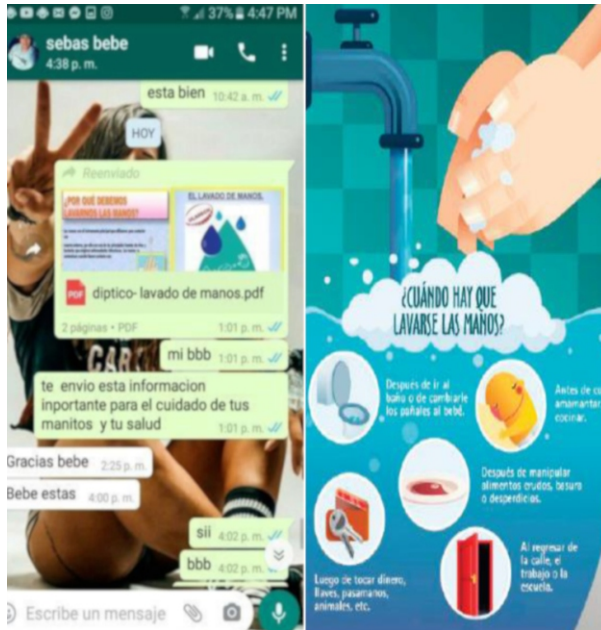 37% 4:47 PM
sebas bebe
4:38 p. m.
esta bien 10:42 a. m.
HOY
Reenviado
¿POR QUÉ DEBEMOS
LAVARNOS LAS MANOS?
EL LAVADO DE MANOS.
PDF diptico- lavado de manos.pdf
2 páginas • PDF 1:01 p. m.
mi bbb 1:01 p. m.
te envio esta informacion
inportante para el cuidado de tus
manitos y tu salud 1:01 p. m.
Gracias bebe 2:25 p. m.
Bebe estas 4:00 p. m.
sii 4:02 p. m.
bbb 4:02 p. m.
Escribe un mensaje
¿CUÁNDO HAY QUE
LAVARSE LAS MANOS?
Después de ir al
baño o de cambiarle
los pañales al bebé.
Antes de
amamantar
cocinar.
Después de manipular
alimentos crudos, basura
o desperdicios.
Luego de tocar dinero,
llaves, pasamanos,
animales, etc.
Al regresar de
la calle, el
trabajo o la
escuela.